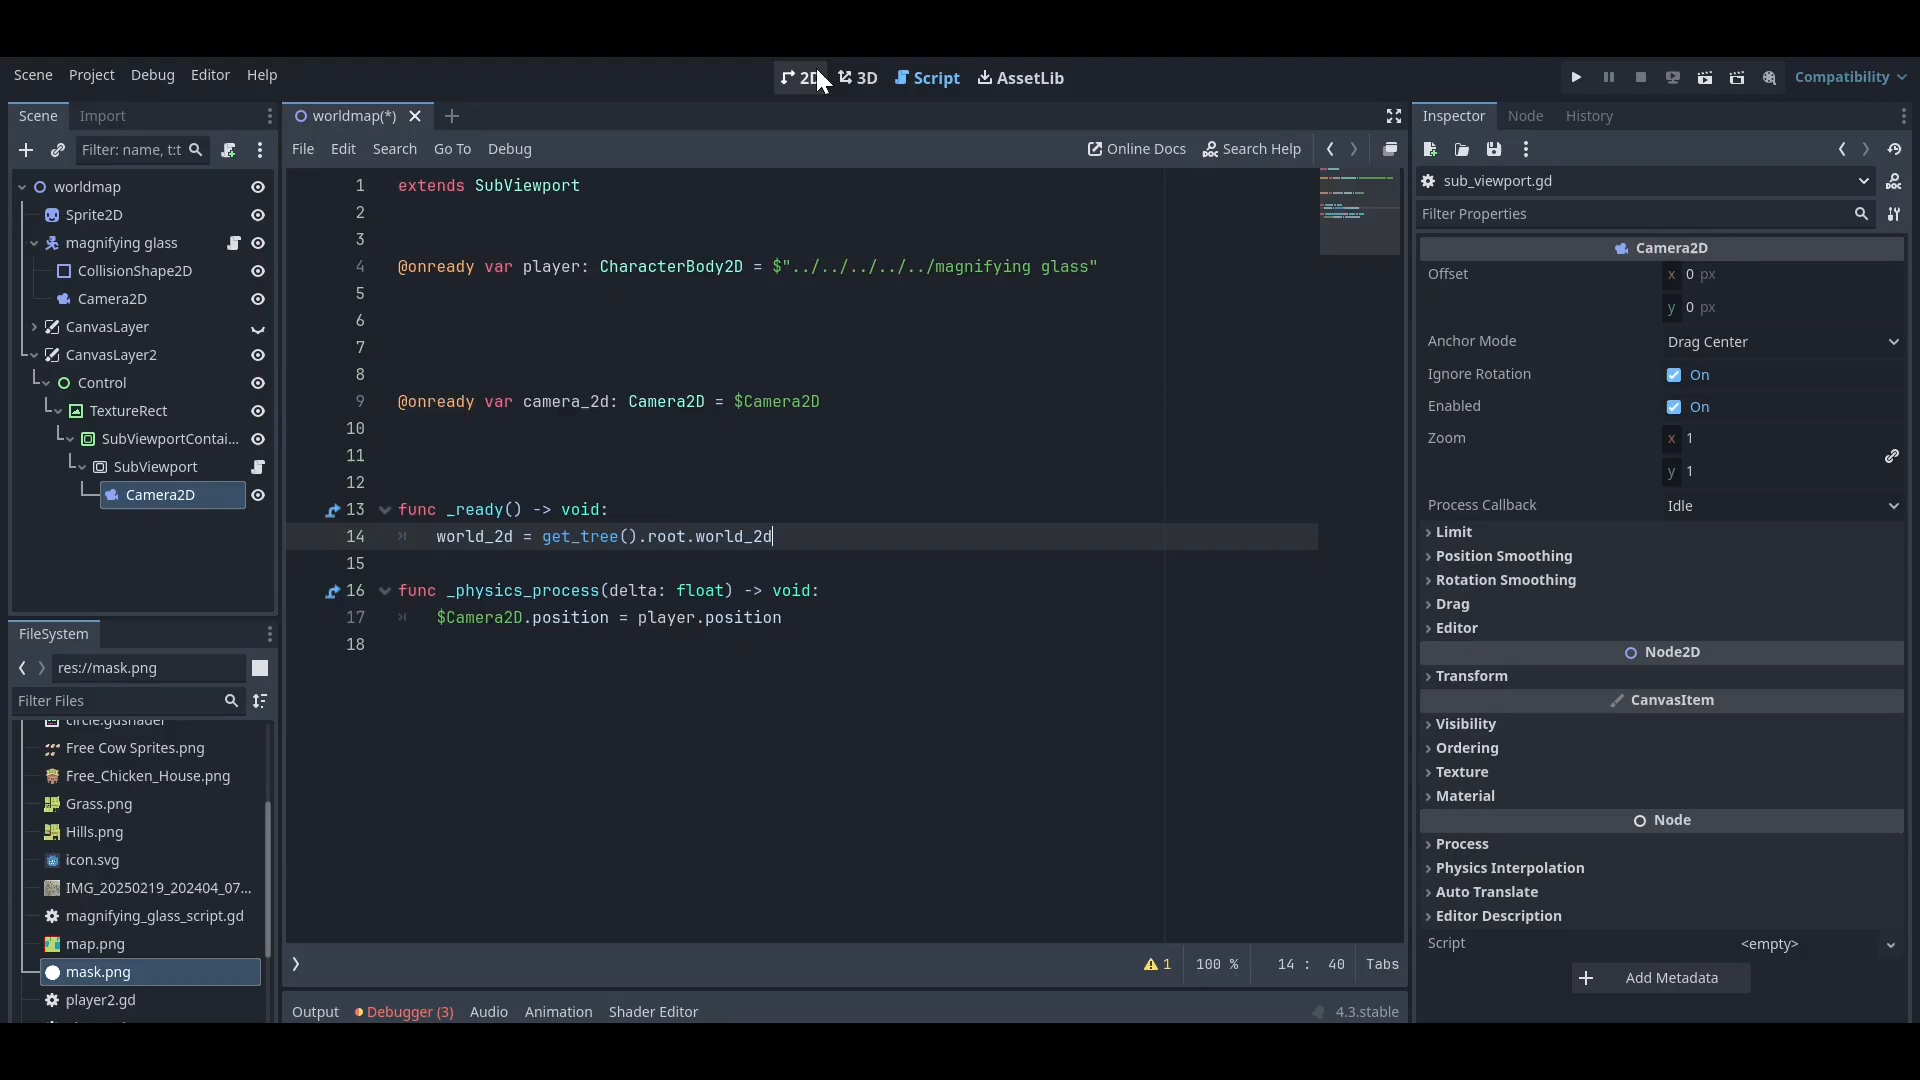 Scene Project Debug Editor Help
2D 3D Script AssetLib
Compatibility
Scene Import
worldmap(*)
Inspector Node History
Filter: name, t:t
File Edit Search Go To Debug
Online Docs Search Help
worldmap
Sprite2D
magnifying glass
CollisionShape2D
Camera2D
CanvasLayer
CanvasLayer2
Control
TextureRect
SubViewportContai...
SubViewport
Camera2D
FileSystem
res://mask.png
Filter Files
Free Cow Sprites.png
Free_Chicken_House.png
Grass.png
Hills.png
icon.svg
IMG_20250219_202404_07...
magnifying_glass_script.gd
map.png
mask.png
player2.gd
1 extends SubViewport
2
3
4 @onready var player: CharacterBody2D = $"../../../../../magnifying glass"
5
6
7
8
9 @onready var camera_2d: Camera2D = $Camera2D
10
11
12
13 func _ready() -> void:
14 world_2d = get_tree().root.world_2d
15
16 func _physics_process(delta: float) -> void:
17 $Camera2D.position = player.position
18
1 100 % 14 : 40 Tabs
Output Debugger (3) Audio Animation Shader Editor
4.3.stable
sub_viewport.gd
Filter Properties
Camera2D
Offset x 0 px
y 0 px
Anchor Mode Drag Center
Ignore Rotation On
Enabled On
Zoom x 1
y 1
Process Callback Idle
Limit
Position Smoothing
Rotation Smoothing
Drag
Editor
Node2D
Transform
CanvasItem
Visibility
Ordering
Texture
Material
Node
Process
Physics Interpolation
Auto Translate
Editor Description
Script <empty>
Add Metadata